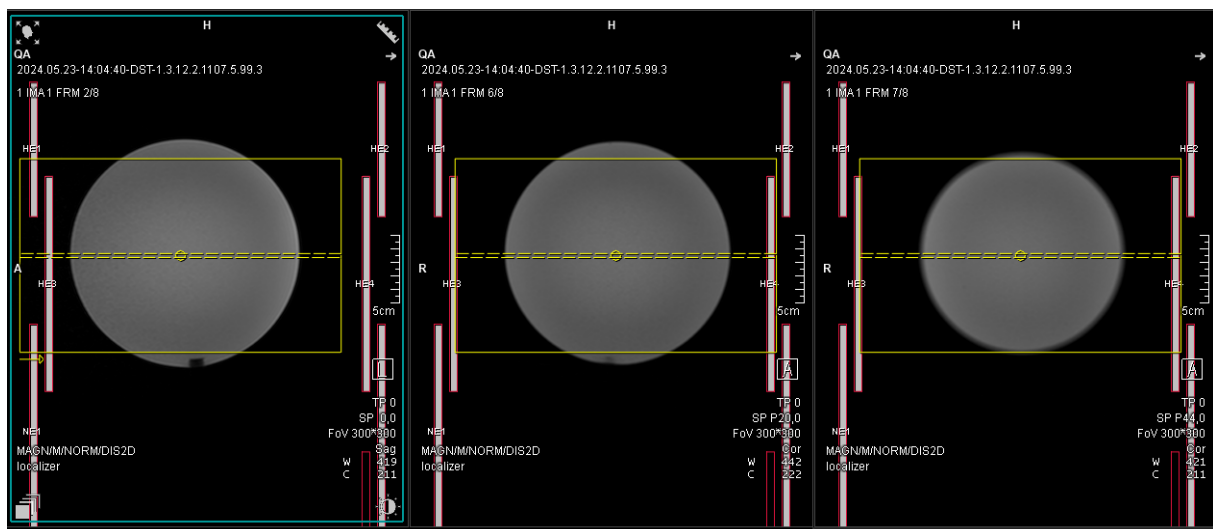 H
QA
2024.05.23-14:04:40-DST-1.3.12.2.1107.5.99.3
1 IMA 1 FRM 2/8
HE1
HE2
A
HE3
HE4
5cm
L
TP 0
SP
FoV 300*300
NE1
Sag
MAGN/M/NORM/DIS2D
W 419
localizer
C 211
H
QA
2024.05.23-14:04:40-DST-1.3.12.2.1107.5.99.3
1 IMA 1 FRM 6/8
HE1
HE2
R
HE3
HE4
5cm
A
TP 0
SP P20,0
FoV 300*300
NE1
Cor
MAGN/M/NORM/DIS2D
W 442
localizer
C 222
H
QA
2024.05.23-14:04:40-DST-1.3.12.2.1107.5.99.3
1 IMA 1 FRM 7/8
HE1
HE2
R
HE3
HE4
5cm
A
TP 0
SP P44,0
FoV 300*300
NE1
Cor
MAGN/M/NORM/DIS2D
W 421
localizer
C 211